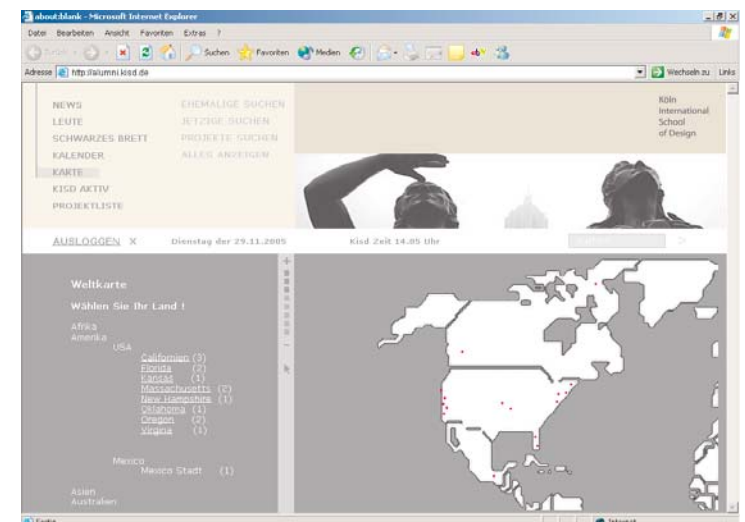 about:blank - Microsoft Internet Explorer
Datei Bearbeiten Ansicht Favoriten Extras ?
Zurück Suchen Favoriten Medien
Adresse http://alumni.kisd.de Wechseln zu Links
NEWS EHEMALIGE SUCHEN
LEUTE JETZIGE SUCHEN
SCHWARZES BRETT PROJEKTE SUCHEN
KALENDER ALLES ANZEIGEN
KARTE
KISD AKTIV
PROJEKTLISTE
Köln
International
School
of Design
AUSLOGGEN X Dienstag der 29.11.2005 Kisd Zeit 14.05 Uhr
Weltkarte
Wählen Sie Ihr Land !
Afrika
Amerika
USA
Californien (3)
Florida (2)
Kansas (1)
Massachusetts (2)
New Hampshire (1)
Oklahoma (1)
Oregon (2)
Virgina (1)
Mexico
Mexico Stadt (1)
Asien
Australien
Fertig Internet